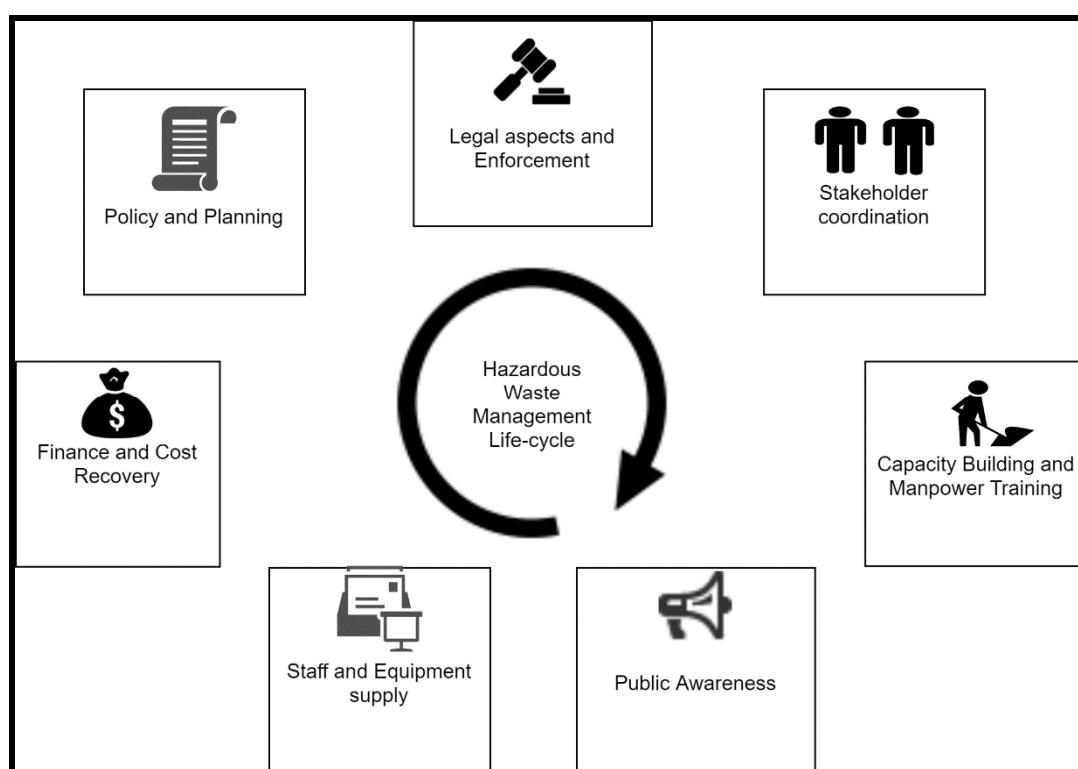 Legal aspects and
Enforcement
Policy and Planning
Stakeholder
coordination
Hazardous
Waste
Management
Life-cycle
$
Finance and Cost
Recovery
Capacity Building and
Manpower Training
Staff and Equipment
supply
Public Awareness